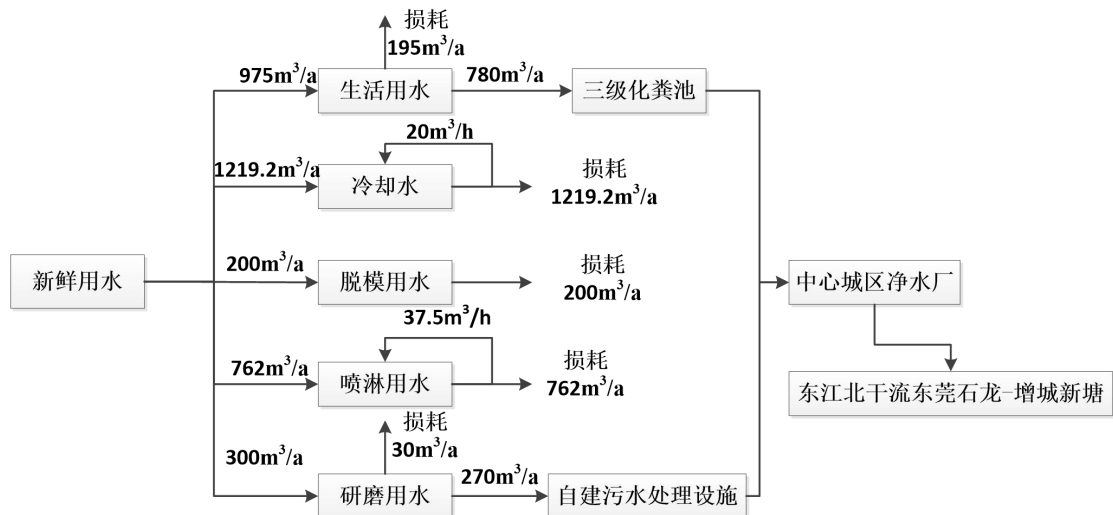 损耗
195m³/a
975m³/a
生活用水
780m³/a
三级化粪池
20m³/h
1219.2m³/a
冷却水
损耗
1219.2m³/a
新鲜用水
200m³/a
脱模用水
损耗
200m³/a
中心城区净水厂
37.5m³/h
762m³/a
喷淋用水
损耗
762m³/a
东江北干流东莞石龙-增城新塘
损耗
30m³/a
300m³/a
研磨用水
270m³/a
自建污水处理设施